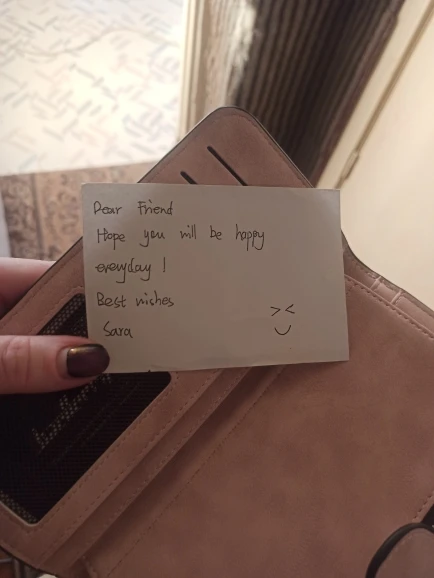 Dear Friend
Hope you will be happy
everyday !
Best wishes
Sara
><